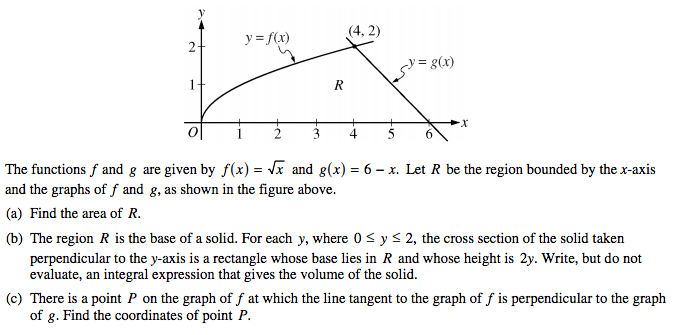 y
(4, 2)
y = f(x)
2
y = g(x)
1
R
x
O 1 2 3 4 5 6
The functions f and g are given by f(x) = √x and g(x) = 6 − x. Let R be the region bounded by the x-axis
and the graphs of f and g, as shown in the figure above.
(a) Find the area of R.
(b) The region R is the base of a solid. For each y, where 0 ≤ y ≤ 2, the cross section of the solid taken
perpendicular to the y-axis is a rectangle whose base lies in R and whose height is 2y. Write, but do not
evaluate, an integral expression that gives the volume of the solid.
(c) There is a point P on the graph of f at which the line tangent to the graph of f is perpendicular to the graph
of g. Find the coordinates of point P.